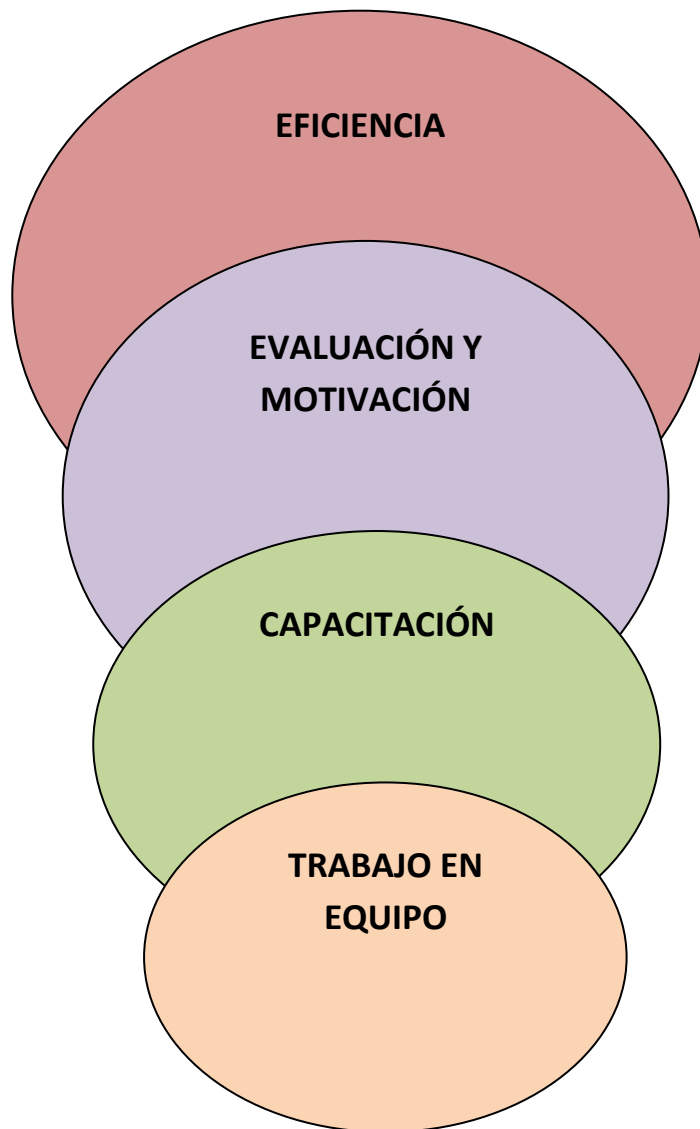 EFICIENCIA
EVALUACIÓN Y
MOTIVACIÓN
CAPACITACIÓN
TRABAJO EN
EQUIPO